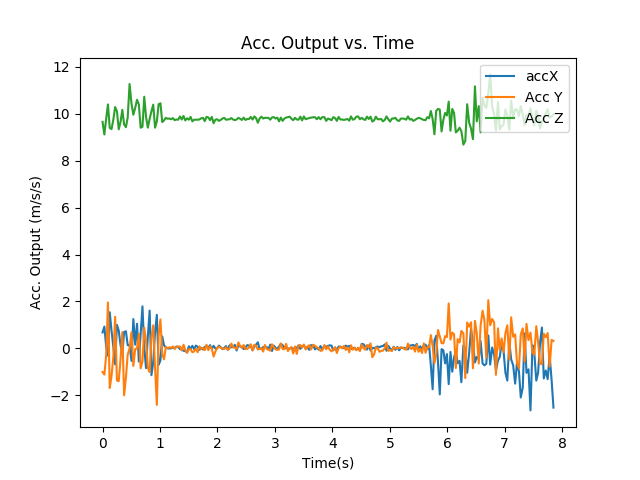 Acc. Output vs. Time
Acc. Output (m/s/s)
12
10
8
6
4
2
0
−2
accX
Acc Y
Acc Z
0 1 2 3 4 5 6 7 8
Time(s)